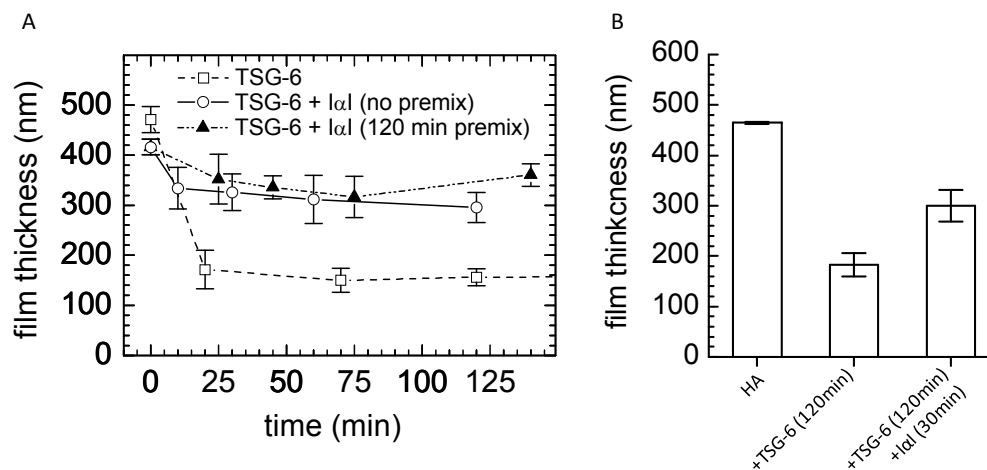 A
B
TSG-6
TSG-6 + IαI (no premix)
TSG-6 + IαI (120 min premix)
500
400
300
200
100
0
film thickness (nm)
0 25 50 75 100 125
time (min)
600
500
400
300
200
100
0
film thinkcness (nm)
HA
+TSG-6 (120min)
+TSG-6 (120min)
+IαI (30min)